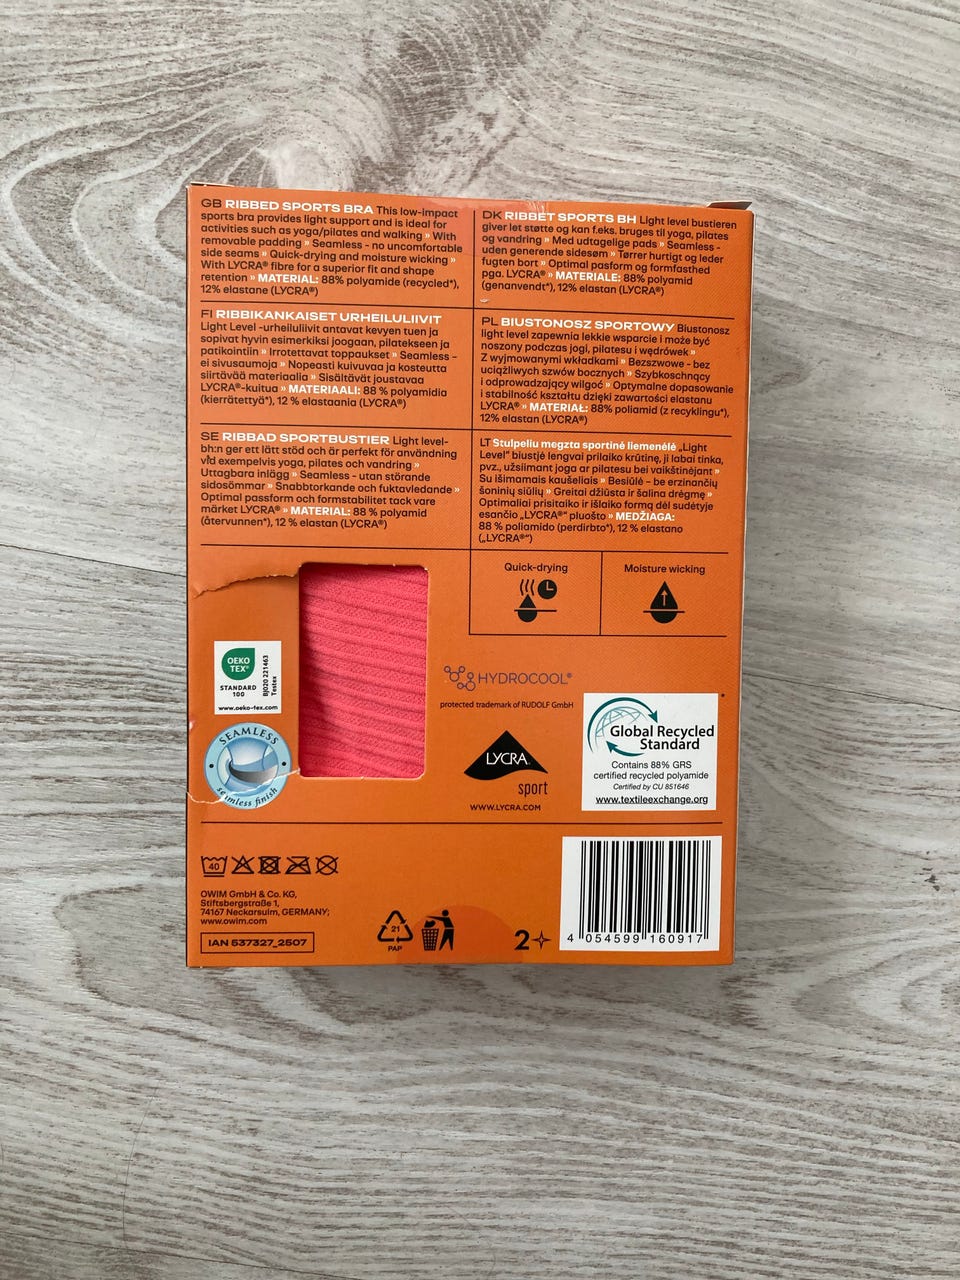 GB RIBBED SPORTS BRA This low-impact
sports bra provides light support and is ideal for
activities such as yoga/pilates and walking » With
removable padding » Seamless - no uncomfortable
side seams » Quick-drying and moisture wicking »
With LYCRA® fibre for a superior fit and shape
retention » MATERIAL: 88% polyamide (recycled*),
12% elastane (LYCRA®)
FI RIBBIKANKAISET URHEILULIIVIT
Light Level -urheiluliivit antavat kevyen tuen ja
sopivat hyvin esimerkiksi joogaan, pilatekseen ja
patikointiin » Irrotettavat toppaukset » Seamless –
ei sivusaumoja » Nopeasti kuivuvaa ja kosteutta
siirtävää materiaalia » Sisältävät joustavaa
LYCRA®-kuitua » MATERIAALI: 88 % polyamidia
(kierrätettyä*), 12 % elastaania (LYCRA®)
SE RIBBAD SPORTBUSTIER Light level-
bh:n ger ett lätt stöd och är perfekt för användning
vid exempelvis yoga, pilates och vandring »
Uttagbara inlägg » Seamless - utan störande
sidosömmar » Snabbtorkande och fuktavledande »
Optimal passform och formstabilitet tack vare
märket LYCRA® » MATERIAL: 88 % polyamid
(återvunnen*), 12 % elastan (LYCRA®)
DK RIBBET SPORTS BH Light level bustieren
giver let støtte og kan f.eks. bruges til yoga, pilates
og vandring » Med udtagelige pads » Seamless -
uden generende sidesøm » Tørrer hurtigt og leder
fugten bort » Optimal pasform og formfasthed
pga. LYCRA® » MATERIALE: 88% polyamid
(genanvendt*), 12% elastan (LYCRA®)
PL BIUSTONOSZ SPORTOWY Biustonosz
light level zapewnia lekkie wsparcie i może być
noszony podczas jogi, pilatesu i wędrówek »
Z wyjmowanymi wkładkami » Bezszwowe - bez
uciążliwych szwów bocznych » Szybkoschnący
i odprowadzający wilgoć » Optymalne dopasowanie
i stabilność kształtu dzięki zawartości elastanu
LYCRA® » MATERIAŁ: 88% poliamid (z recyklingu*),
12% elastan (LYCRA®)
LT Stulpeliu megzta sportinė liemenėlė „Light
Level“ biustjė lengvai prilaiko krūtinę, ji labai tinka,
pvz., užsiimant joga ar pilatesu bei vaikštinėjant »
Su išimamais kaušeliais » Besiūlė – be erzinančių
šoninių siūlių » Greitai džiūsta ir šalina drėgmę »
Optimaliai prisitaiko ir išlaiko formą dėl sudėtyje
esančio „LYCRA®“ pluošto » MEDŽIAGA:
88 % poliamido (perdirbto*), 12 % elastano
(„LYCRA®“)
Quick-drying
Moisture wicking
OEKO
TEX®
STANDARD
100
BJ020 221463
Testex
www.oeko-tex.com
SEAMLESS
seamless finish
HYDROCOOL®
protected trademark of RUDOLF GmbH
LYCRA®
sport
WWW.LYCRA.COM
*
Global Recycled
Standard
Contains 88% GRS
certified recycled polyamide
Certified by CU 851646
www.textileexchange.org
40
OWIM GmbH & Co. KG,
Stiftsbergstraße 1,
74167 Neckarsulm, GERMANY;
www.owim.com
IAN 537327_2507
21
PAP
2
4 054599 160917